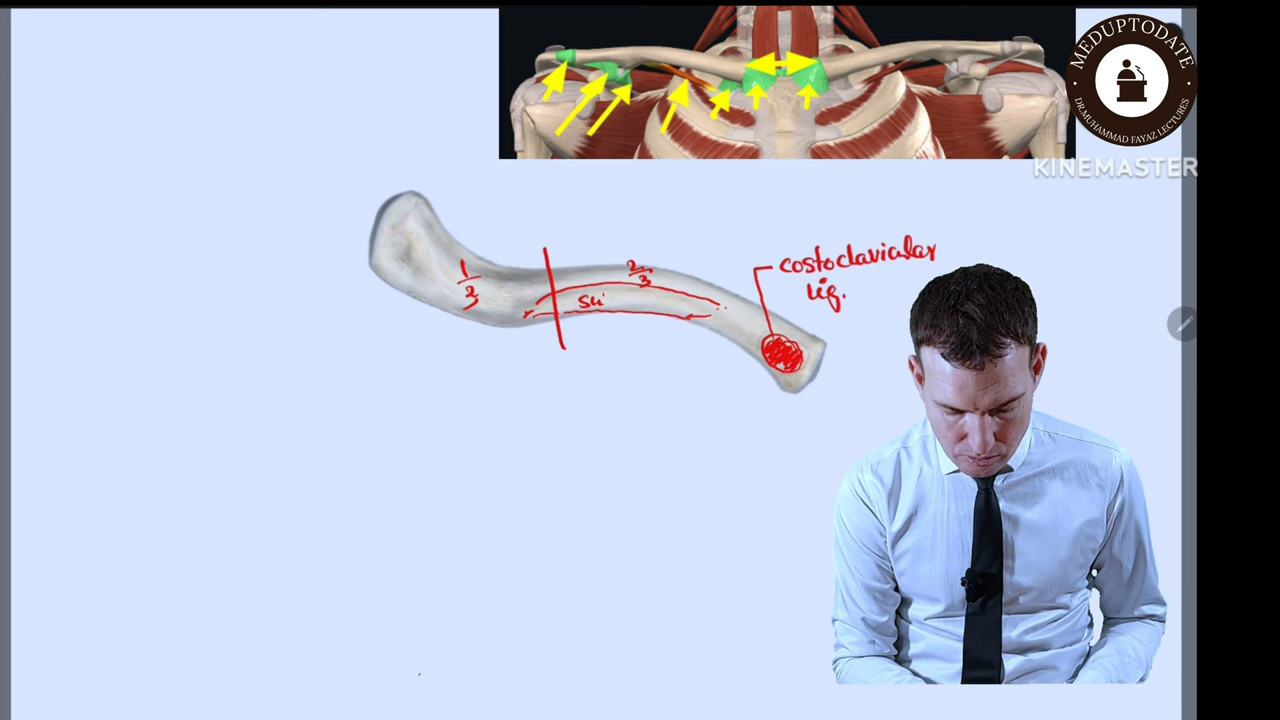 MEDUPTODATE
DR.MUHAMMAD FAYAZ LECTURES
KINEMASTER
costoclavicular
lig.
1/3
2/3
su